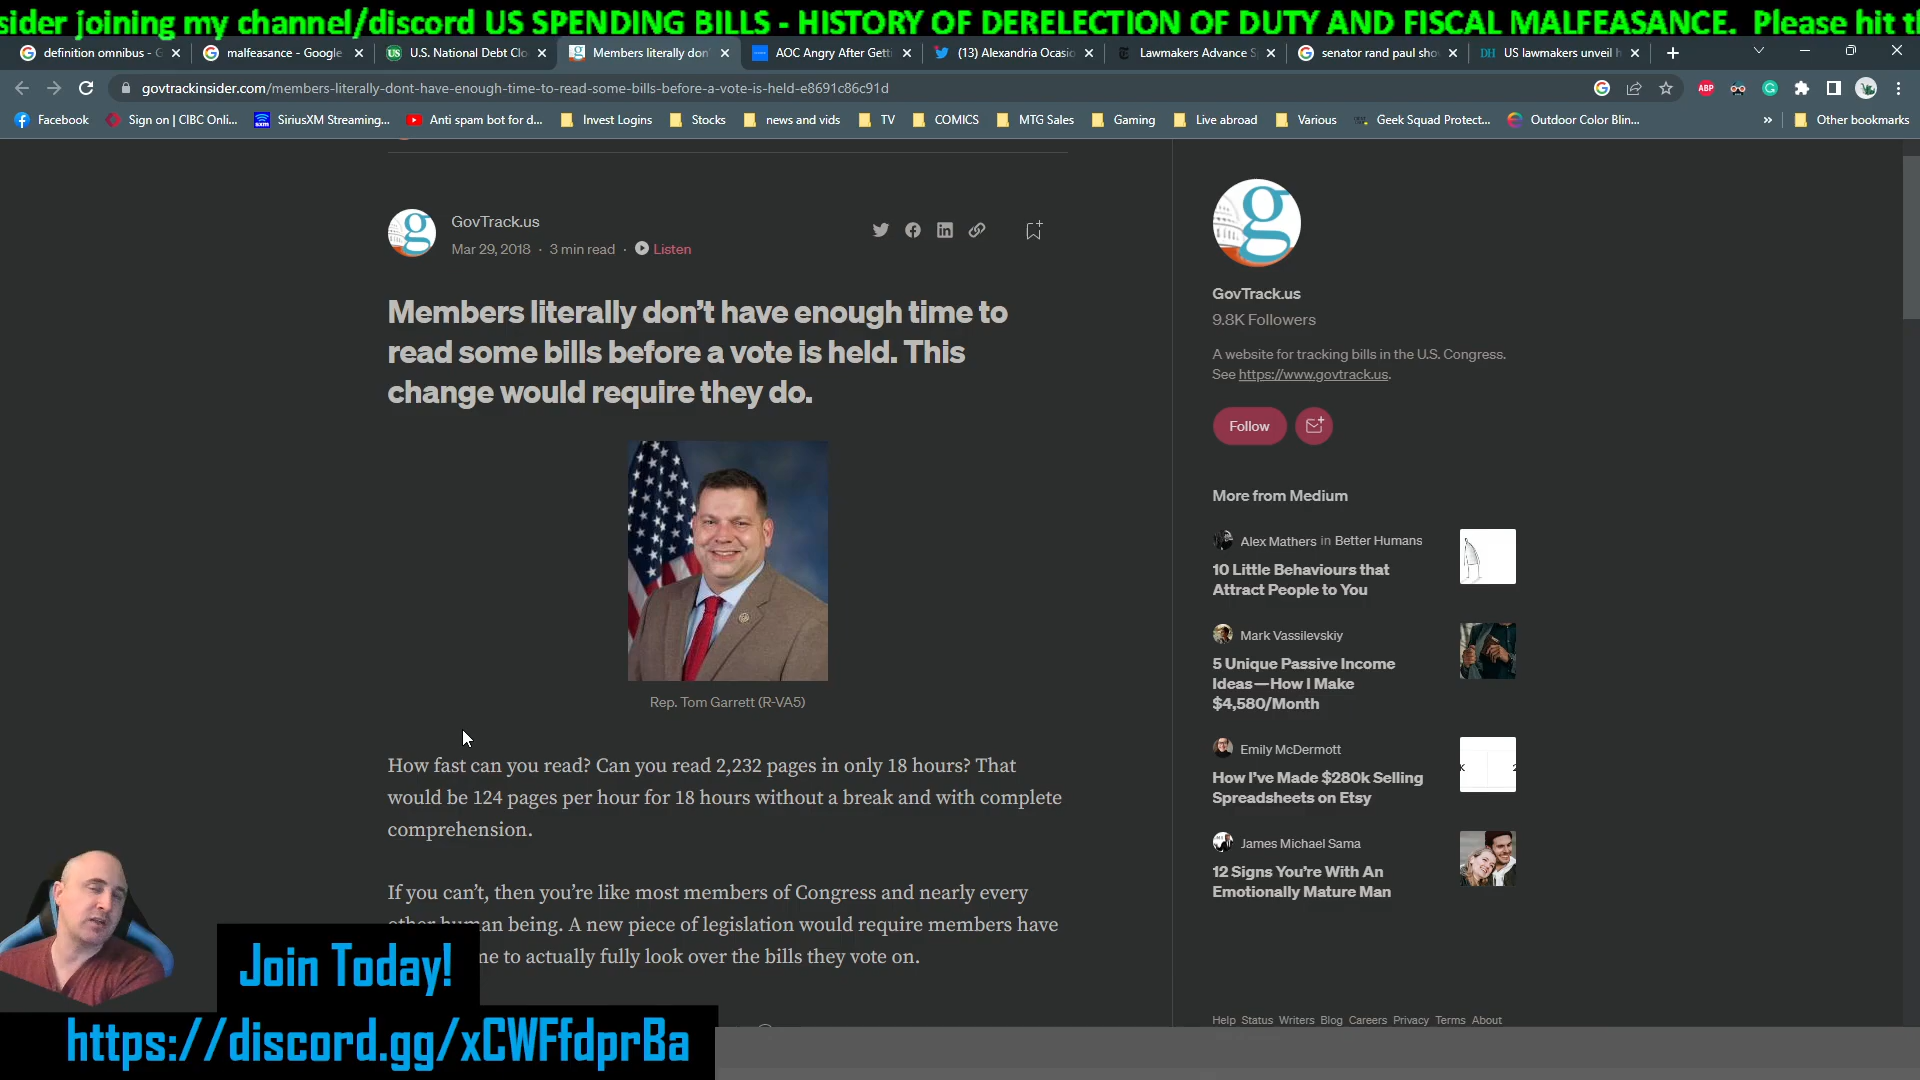 sider joining my channel/discord US SPENDING BILLS - HISTORY OF DERELECTION OF DUTY AND FISCAL MALFEASANCE. Please hit th
definition omnibus - G
malfeasance - Google
U.S. National Debt Clo
Members literally don'
AOC Angry After Getti
(13) Alexandria Ocasio
Lawmakers Advance S
senator rand paul sho
US lawmakers unveil h
govtrackinsider.com/members-literally-dont-have-enough-time-to-read-some-bills-before-a-vote-is-held-e8691c86c91d
Facebook
Sign on | CIBC Onli...
SiriusXM Streaming...
Anti spam bot for d...
Invest Logins
Stocks
news and vids
TV
COMICS
MTG Sales
Gaming
Live abroad
Various
Geek Squad Protect...
Outdoor Color Blin...
»
Other bookmarks
GovTrack.us
Mar 29, 2018 · 3 min read · Listen
Members literally don’t have enough time to
read some bills before a vote is held. This
change would require they do.
Rep. Tom Garrett (R-VA5)
How fast can you read? Can you read 2,232 pages in only 18 hours? That
would be 124 pages per hour for 18 hours without a break and with complete
comprehension.
If you can’t, then you’re like most members of Congress and nearly every
other human being. A new piece of legislation would require members have
me to actually fully look over the bills they vote on.
GovTrack.us
9.8K Followers
A website for tracking bills in the U.S. Congress.
See https://www.govtrack.us.
Follow
More from Medium
Alex Mathers in Better Humans
10 Little Behaviours that
Attract People to You
Mark Vassilevskiy
5 Unique Passive Income
Ideas—How I Make
$4,580/Month
Emily McDermott
How I’ve Made $280k Selling
Spreadsheets on Etsy
James Michael Sama
12 Signs You’re With An
Emotionally Mature Man
Help Status Writers Blog Careers Privacy Terms About
Join Today!
https://discord.gg/xCWFfdprBa